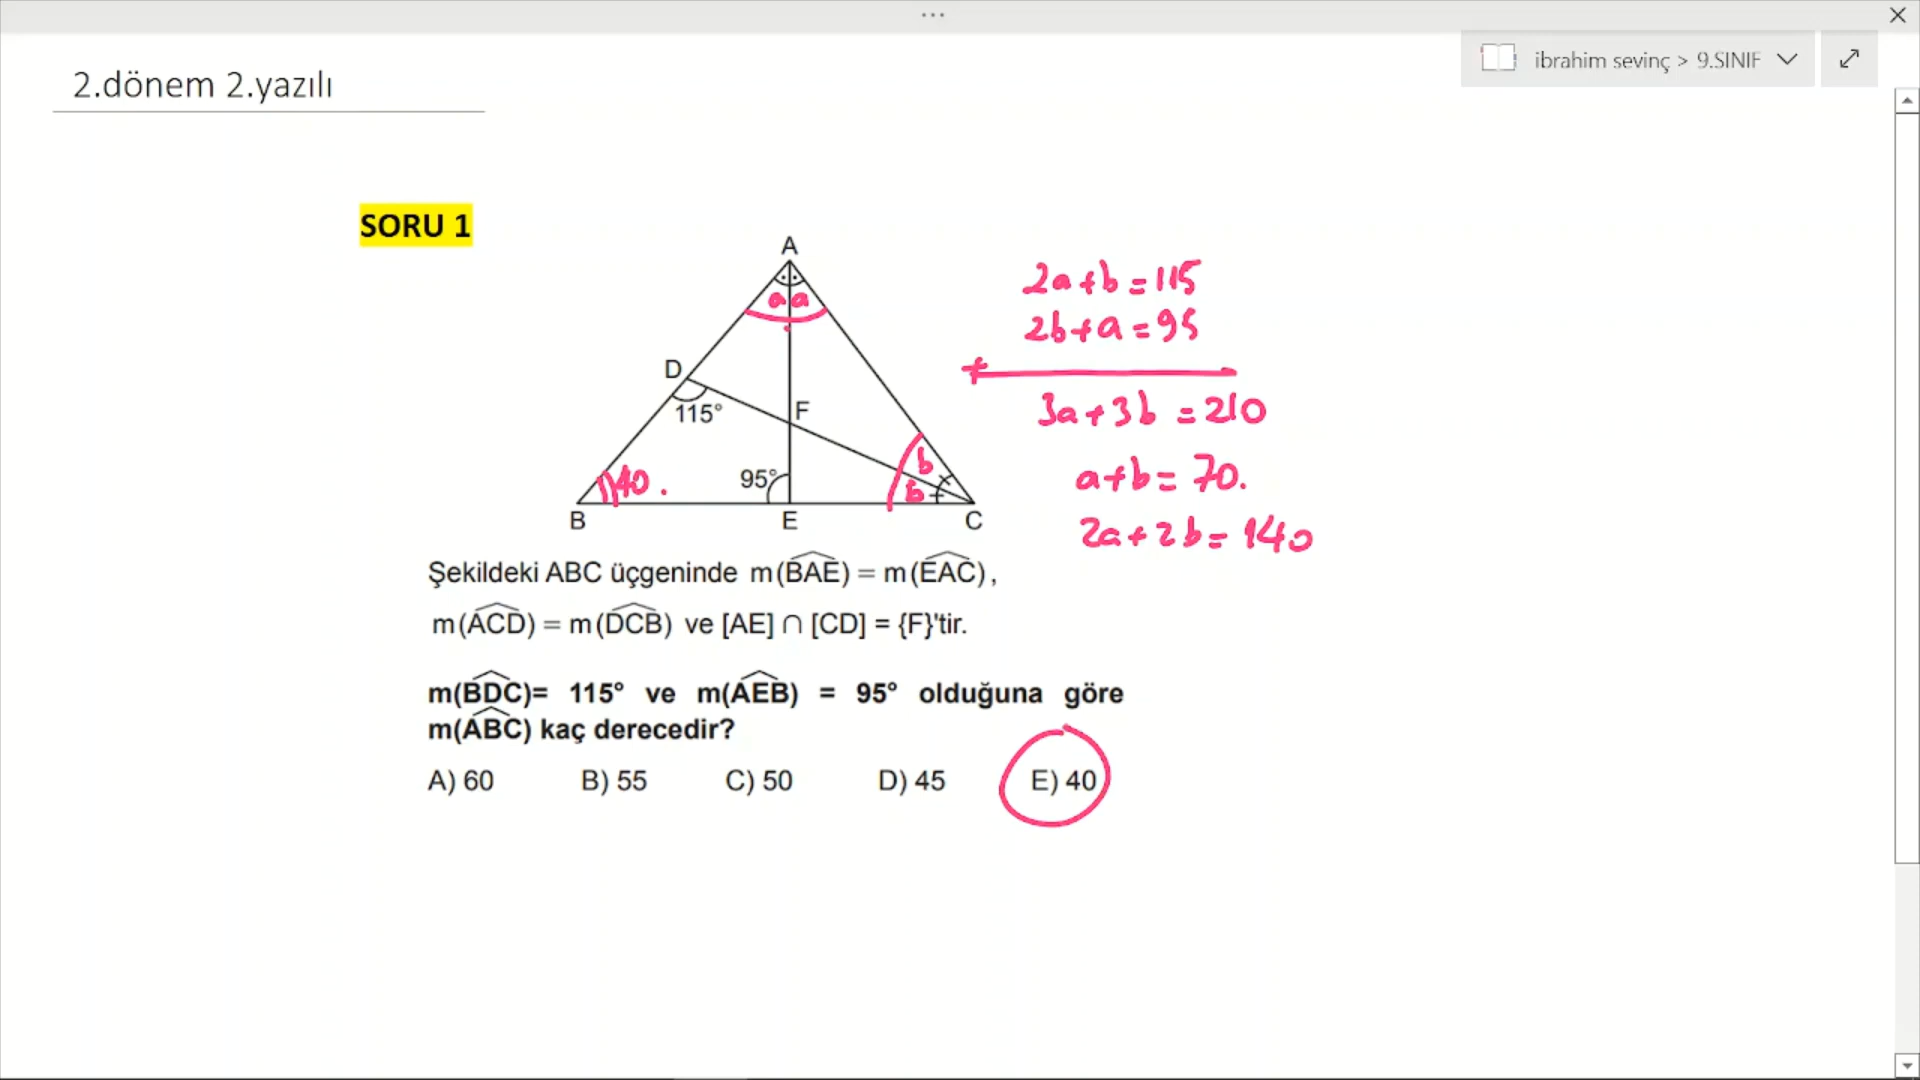 ...
ibrahim sevinç > 9.SINIF
2.dönem 2.yazılı
SORU 1
A
a a
D
115°
F
95°
40.
b
b
B
E
C
2a+b=115
2b+a=95
+
3a+3b=210
a+b=70.
2a+2b=140
Şekildeki ABC üçgeninde m(BAE) = m(EAC),
m(ACD) = m(DCB) ve [AE] ∩ [CD] = {F}'tir.
m(BDC)= 115° ve m(AEB) = 95° olduğuna göre
m(ABC) kaç derecedir?
A) 60 B) 55 C) 50 D) 45 E) 40